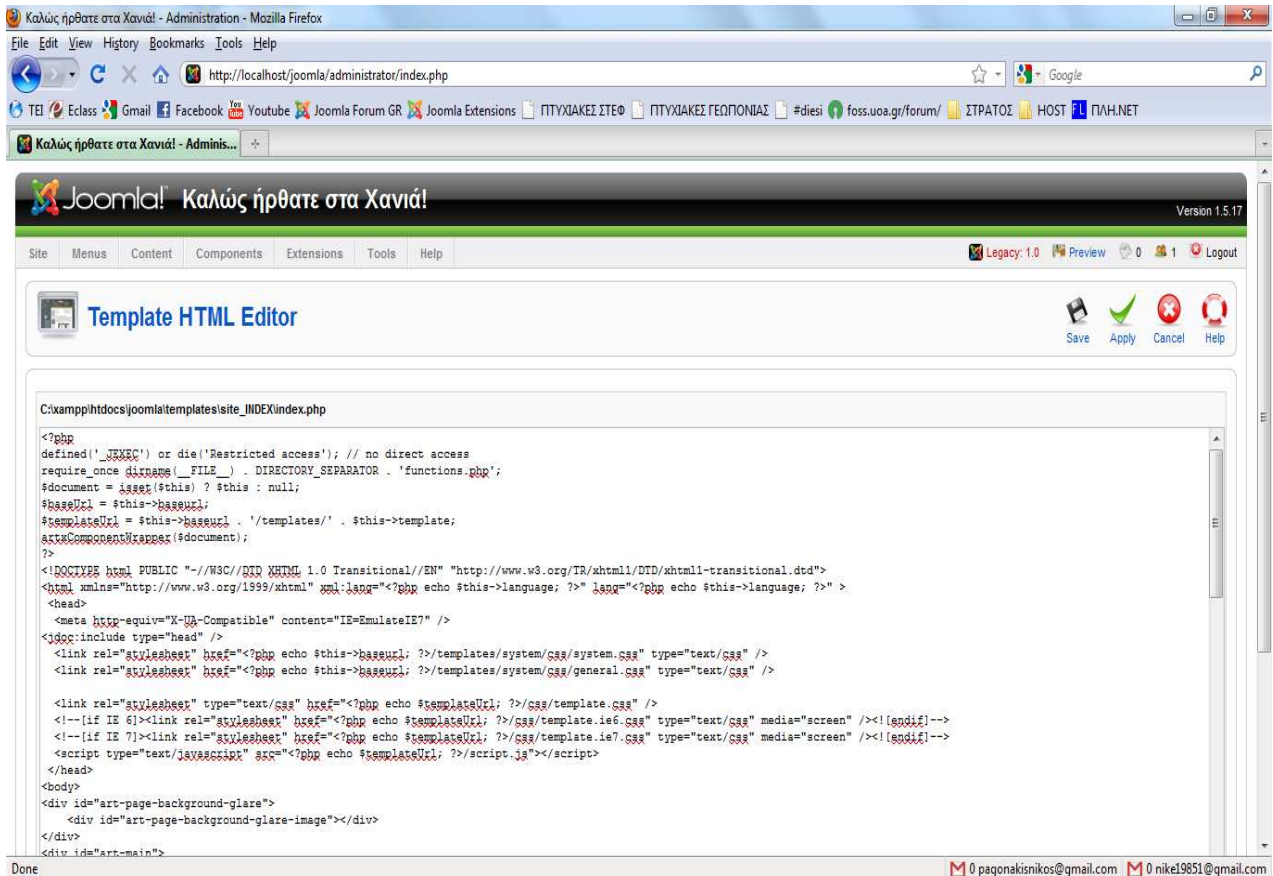 Καλώς ήρθατε στα Χανιά! - Administration - Mozilla Firefox
File Edit View History Bookmarks Tools Help
http://localhost/joomla/administrator/index.php
Google
TEI Eclass Gmail Facebook Youtube Joomla Forum GR Joomla Extensions ΠΤΥΧΙΑΚΕΣ ΣΤΕΦ ΠΤΥΧΙΑΚΕΣ ΓΕΩΠΟΝΙΑΣ #diesi foss.uoa.gr/forum/ ΣΤΡΑΤΟΣ HOST FL ΠΛΗ.ΝΕΤ
Καλώς ήρθατε στα Χανιά! - Adminis...
Joomla! Καλώς ήρθατε στα Χανιά!
Version 1.5.17
Site Menus Content Components Extensions Tools Help Legacy: 1.0 Preview 0 1 Logout
Template HTML Editor
Save Apply Cancel Help
C:\xampp\htdocs\joomla\templates\site_INDEX\index.php
<?php
defined('_JEXEC') or die('Restricted access'); // no direct access
require_once dirname(__FILE__) . DIRECTORY_SEPARATOR . 'functions.php';
$document = isset($this) ? $this : null;
$baseUrl = $this->baseurl;
$templateUrl = $this->baseurl . '/templates/' . $this->template;
artxComponentWrapper($document);
?>
<!DOCTYPE html PUBLIC "-//W3C//DTD XHTML 1.0 Transitional//EN" "http://www.w3.org/TR/xhtml1/DTD/xhtml1-transitional.dtd">
<html xmlns="http://www.w3.org/1999/xhtml" xml:lang="<?php echo $this->language; ?>" lang="<?php echo $this->language; ?>" >
<head>
<meta http-equiv="X-UA-Compatible" content="IE=EmulateIE7" />
<jdoc:include type="head" />
<link rel="stylesheet" href="<?php echo $this->baseurl; ?>/templates/system/css/system.css" type="text/css" />
<link rel="stylesheet" href="<?php echo $this->baseurl; ?>/templates/system/css/general.css" type="text/css" />
<link rel="stylesheet" type="text/css" href="<?php echo $templateUrl; ?>/css/template.css" />
<!--[if IE 6]><link rel="stylesheet" href="<?php echo $templateUrl; ?>/css/template.ie6.css" type="text/css" media="screen" /><![endif]-->
<!--[if IE 7]><link rel="stylesheet" href="<?php echo $templateUrl; ?>/css/template.ie7.css" type="text/css" media="screen" /><![endif]-->
<script type="text/javascript" src="<?php echo $templateUrl; ?>/script.js"></script>
</head>
<body>
<div id="art-page-background-glare">
<div id="art-page-background-glare-image"></div>
</div>
<div id="art-main">
Done 0 pagonakisnikos@gmail.com 0 nike19851@gmail.com